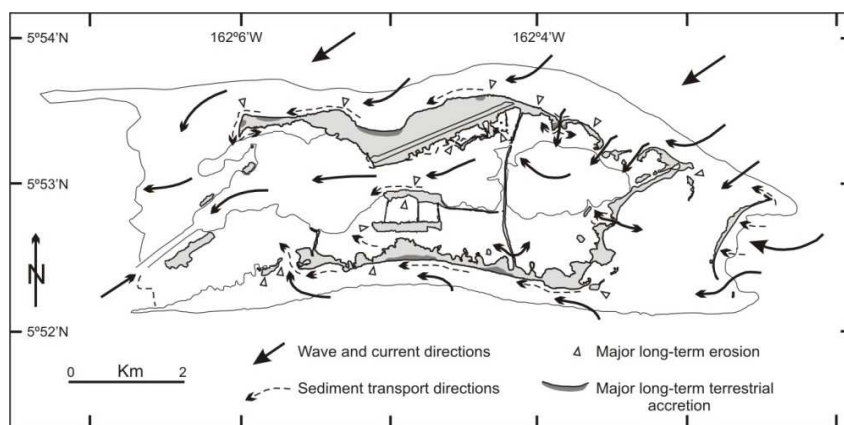 162º6'W 162º4'W
5º54'N
5º53'N
N
5º52'N
0 Km 2
Wave and current directions
Sediment transport directions
Major long-term erosion
Major long-term terrestrial
accretion